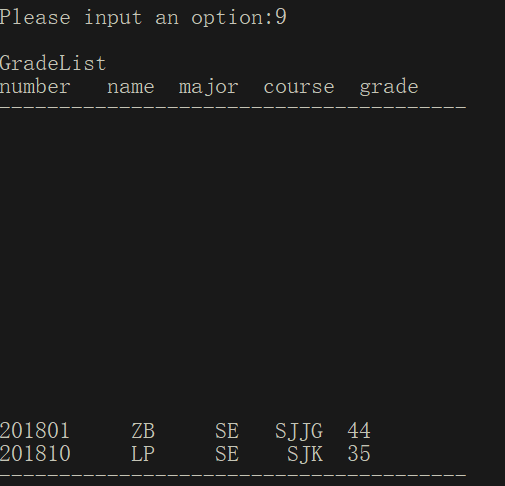 Please input an option:9
GradeList
number name major course grade
---------------------------------------
201801 ZB SE SJJG 44
201810 LP SE SJK 35
---------------------------------------